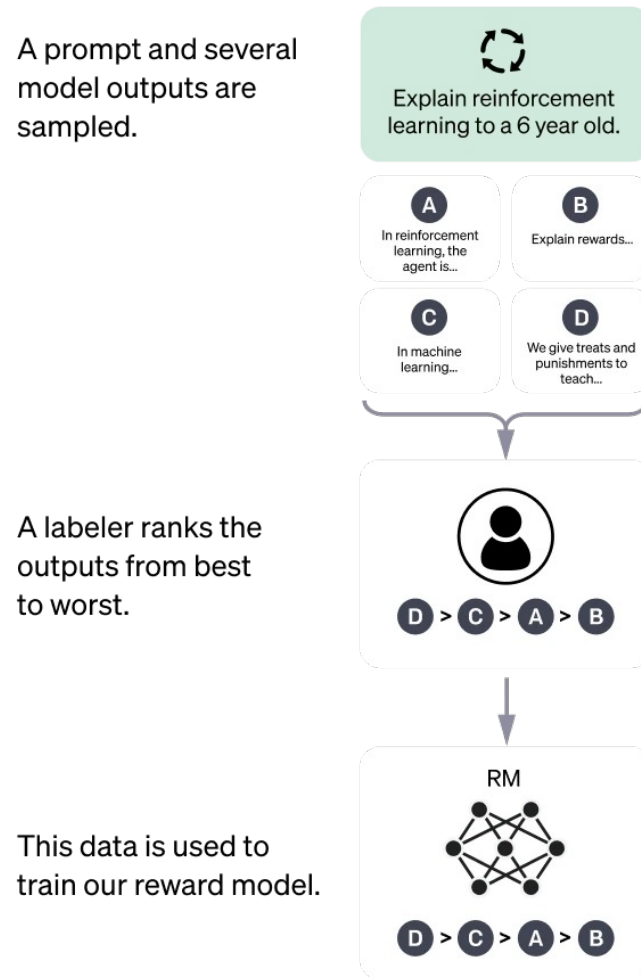 A prompt and several
model outputs are
sampled.
Explain reinforcement
learning to a 6 year old.
A
In reinforcement
learning, the
agent is...
B
Explain rewards...
C
In machine
learning...
D
We give treats and
punishments to
teach...
A labeler ranks the
outputs from best
to worst.
D > C > A > B
This data is used to
train our reward model.
RM
D > C > A > B